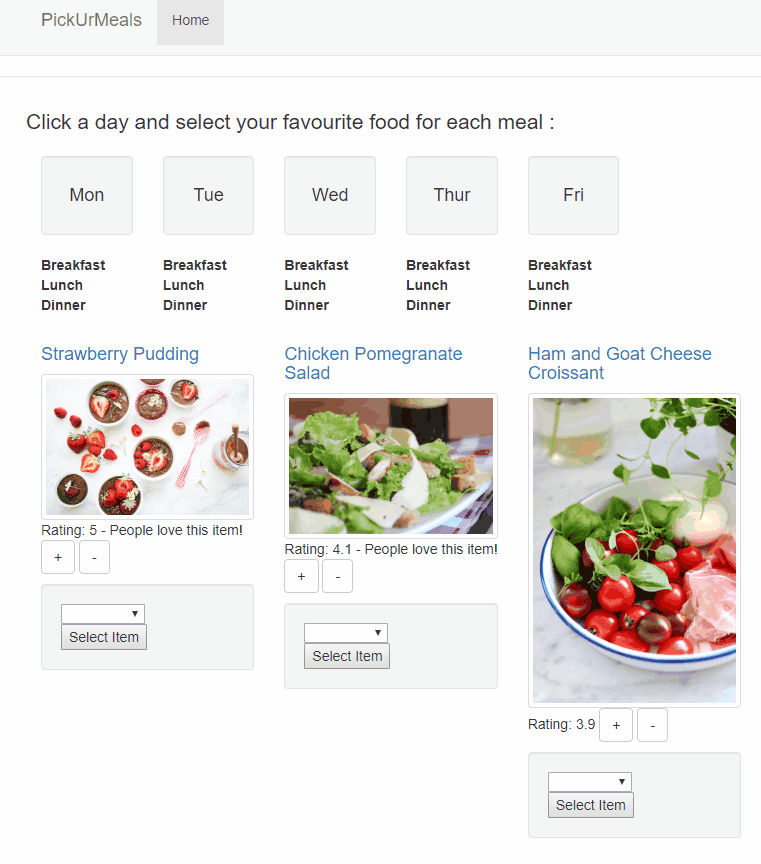 PickUrMeals Home
Click a day and select your favourite food for each meal :
Mon Tue Wed Thur Fri
Breakfast Breakfast Breakfast Breakfast Breakfast
Lunch Lunch Lunch Lunch Lunch
Dinner Dinner Dinner Dinner Dinner
Strawberry Pudding
Rating: 5 - People love this item!
+ -
Select Item
Chicken Pomegranate
Salad
Rating: 4.1 - People love this item!
+ -
Select Item
Ham and Goat Cheese
Croissant
Rating: 3.9 + -
Select Item